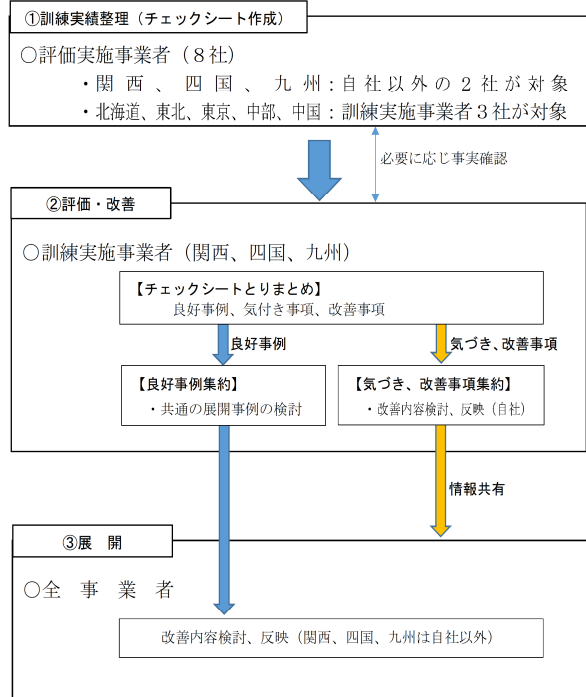 ①訓練実績整理（チェックシート作成）
○評価実施事業者（８社）
・関西、四国、九州：自社以外の２社が対象
・北海道、東北、東京、中部、中国：訓練実施事業者３社が対象
必要に応じ事実確認
②評価・改善
○訓練実施事業者（関西、四国、九州）
【チェックシートとりまとめ】
良好事例、気付き事項、改善事項
良好事例
気づき、改善事項
【良好事例集約】
・共通の展開事例の検討
【気づき、改善事項集約】
・改善内容検討、反映（自社）
情報共有
③展　開
○全　事　業　者
改善内容検討、反映（関西、四国、九州は自社以外）